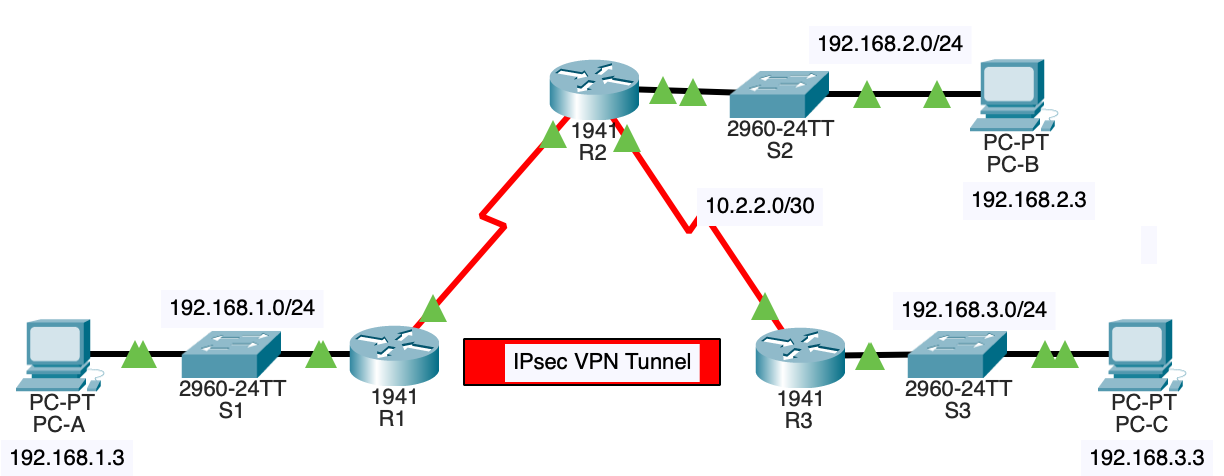 192.168.2.0/24
1941
R2
2960-24TT
S2
PC-PT
PC-B
192.168.2.3
10.2.2.0/30
192.168.1.0/24
192.168.3.0/24
IPsec VPN Tunnel
PC-PT
PC-A
192.168.1.3
2960-24TT
S1
1941
R1
1941
R3
2960-24TT
S3
PC-PT
PC-C
192.168.3.3